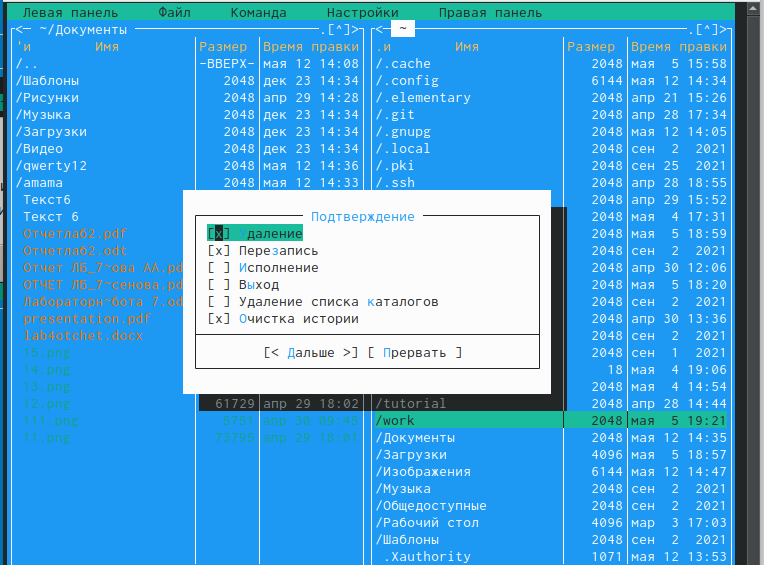 Левая панель Файл Команда Настройки Правая панель
<— ~/Документы .[^]> <— ~ .[^]>
'и Имя Размер Время правки .и Имя Размер Время правки
/.. -ВВЕРХ- мая 12 14:08 /.cache 2048 мая 5 15:58
/Шаблоны 2048 дек 23 14:34 /.config 6144 мая 12 14:34
/Рисунки 2048 апр 29 14:28 /.elementary 2048 апр 21 15:26
/Музыка 2048 дек 23 14:34 /.git 2048 апр 28 17:34
/Загрузки 2048 дек 23 14:34 /.gnupg 2048 мая 12 14:05
/Видео 2048 дек 23 14:34 /.local 2048 сен 2 2021
/qwerty12 2048 мая 12 14:36 /.pki 2048 сен 25 2021
/amama 2048 мая 12 14:33 /.ssh 2048 апр 28 18:55
Текст6 2048 апр 29 15:52
Текст 6 2048 мая 4 17:31
Отчетлаб2.pdf 2048 мая 5 18:59
Отчетла62.odt 2048 сен 2 2021
Отчет ЛБ_7~ова АА.pd 2048 апр 30 12:06
ОТЧЕТ ЛБ_7~сенова.pd 2048 мая 5 18:20
Лабораторн~бота 7.od 2048 сен 2 2021
presentation.pdf 2048 апр 30 13:36
lab4otchet.docx 2048 сен 2 2021
15.png 2048 сен 1 2021
14.png 18 мая 4 19:06
13.png 2048 мая 4 14:54
12.png 61729 апр 29 18:02 /tutorial 2048 апр 28 14:44
111.png 5751 апр 30 09:45 /work 2048 мая 5 19:21
11.png 73795 апр 29 18:01 /Документы 2048 мая 12 14:35
/Загрузки 4096 мая 5 18:57
/Изображения 6144 мая 12 14:47
/Музыка 2048 сен 2 2021
/Общедоступные 2048 сен 2 2021
/Рабочий стол 4096 мар 3 17:03
/Шаблоны 2048 сен 2 2021
.Xauthority 1071 мая 12 13:53
Подтверждение
[x] Удаление
[x] Перезапись
[ ] Исполнение
[ ] Выход
[ ] Удаление списка каталогов
[x] Очистка истории
[< Дальше >] [ Прервать ]